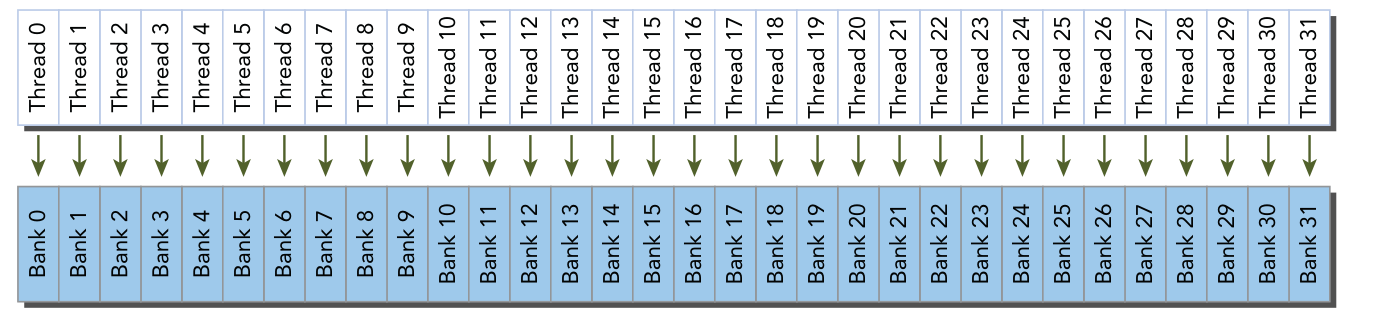 Thread 0
Thread 1
Thread 2
Thread 3
Thread 4
Thread 5
Thread 6
Thread 7
Thread 8
Thread 9
Thread 10
Thread 11
Thread 12
Thread 13
Thread 14
Thread 15
Thread 16
Thread 17
Thread 18
Thread 19
Thread 20
Thread 21
Thread 22
Thread 23
Thread 24
Thread 25
Thread 26
Thread 27
Thread 28
Thread 29
Thread 30
Thread 31
Bank 0
Bank 1
Bank 2
Bank 3
Bank 4
Bank 5
Bank 6
Bank 7
Bank 8
Bank 9
Bank 10
Bank 11
Bank 12
Bank 13
Bank 14
Bank 15
Bank 16
Bank 17
Bank 18
Bank 19
Bank 20
Bank 21
Bank 22
Bank 23
Bank 24
Bank 25
Bank 26
Bank 27
Bank 28
Bank 29
Bank 30
Bank 31